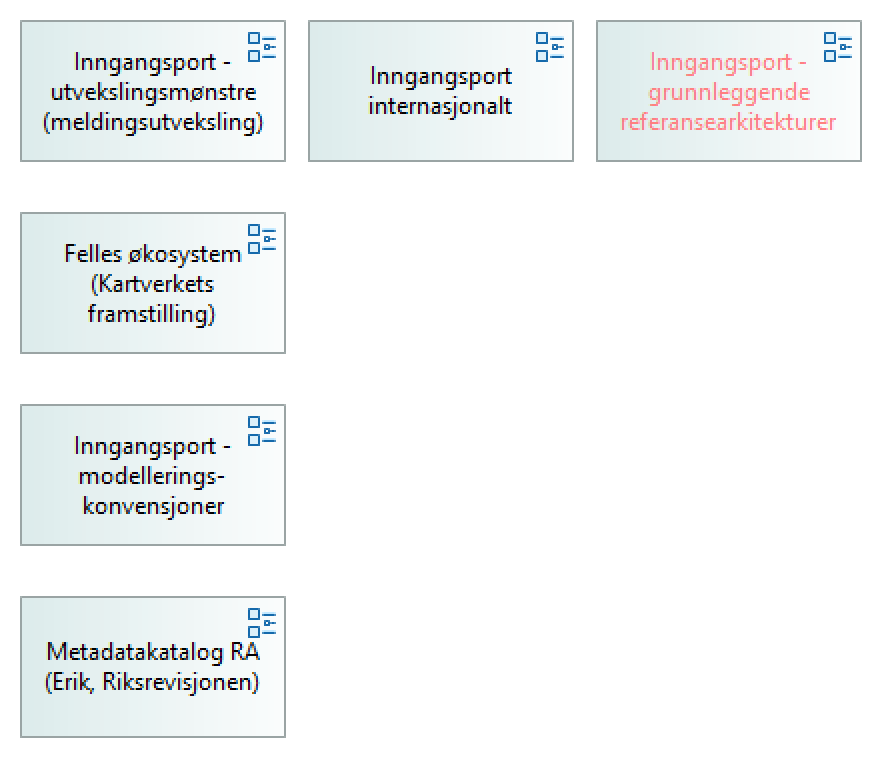 Inngangsport -
utvekslingsmønstre
(meldingsutveksling)
Inngangsport
internasjonalt
Inngangsport -
grunnleggende
referansearkitekturer
Felles økosystem
(Kartverkets
framstilling)
Inngangsport -
modellerings-
konvensjoner
Metadatakatalog RA
(Erik, Riksrevisjonen)